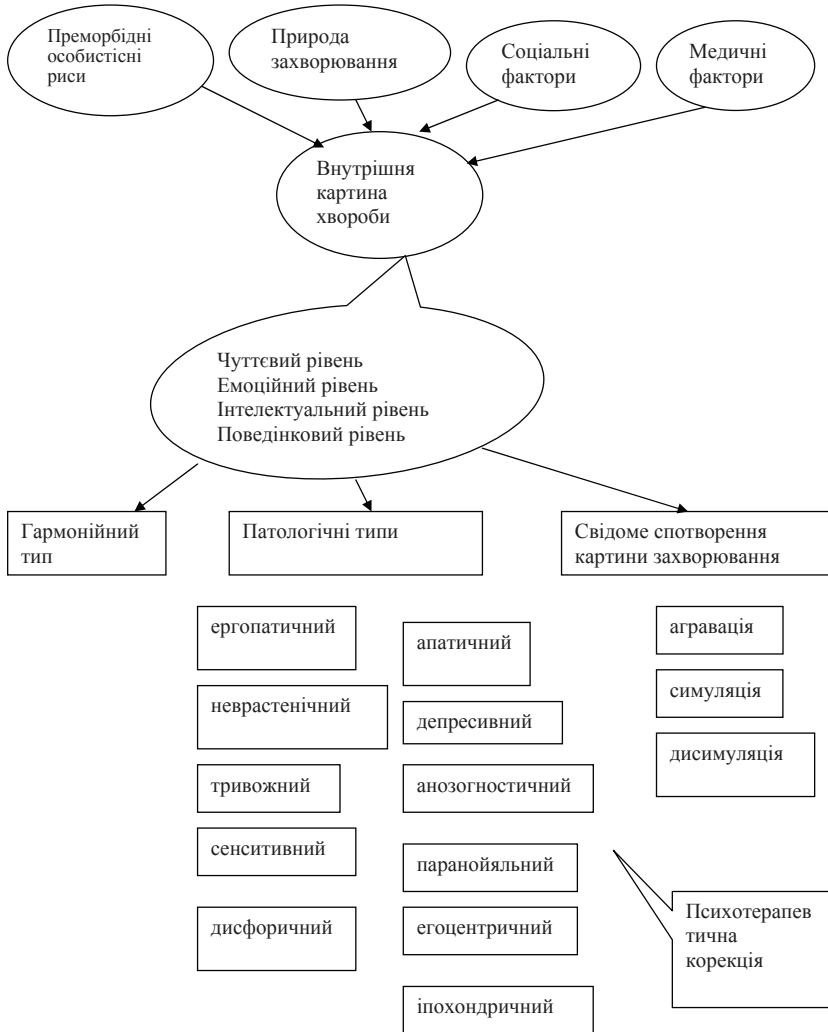 Преморбідні
особистісні
риси
Природа
захворювання
Соціальні
фактори
Медичні
фактори
Внутрішня
картина
хвороби
Чуттєвий рівень
Емоційний рівень
Інтелектуальний рівень
Поведінковий рівень
Гармонійний
тип
Патологічні типи
Свідоме спотворення
картини захворювання
ергопатичний
неврастенічний
тривожний
сенситивний
дисфоричний
апатичний
депресивний
анозогностичний
паранойяльний
егоцентричний
іпохондричний
агравація
симуляція
дисимуляція
Психотерапев
тична
корекція